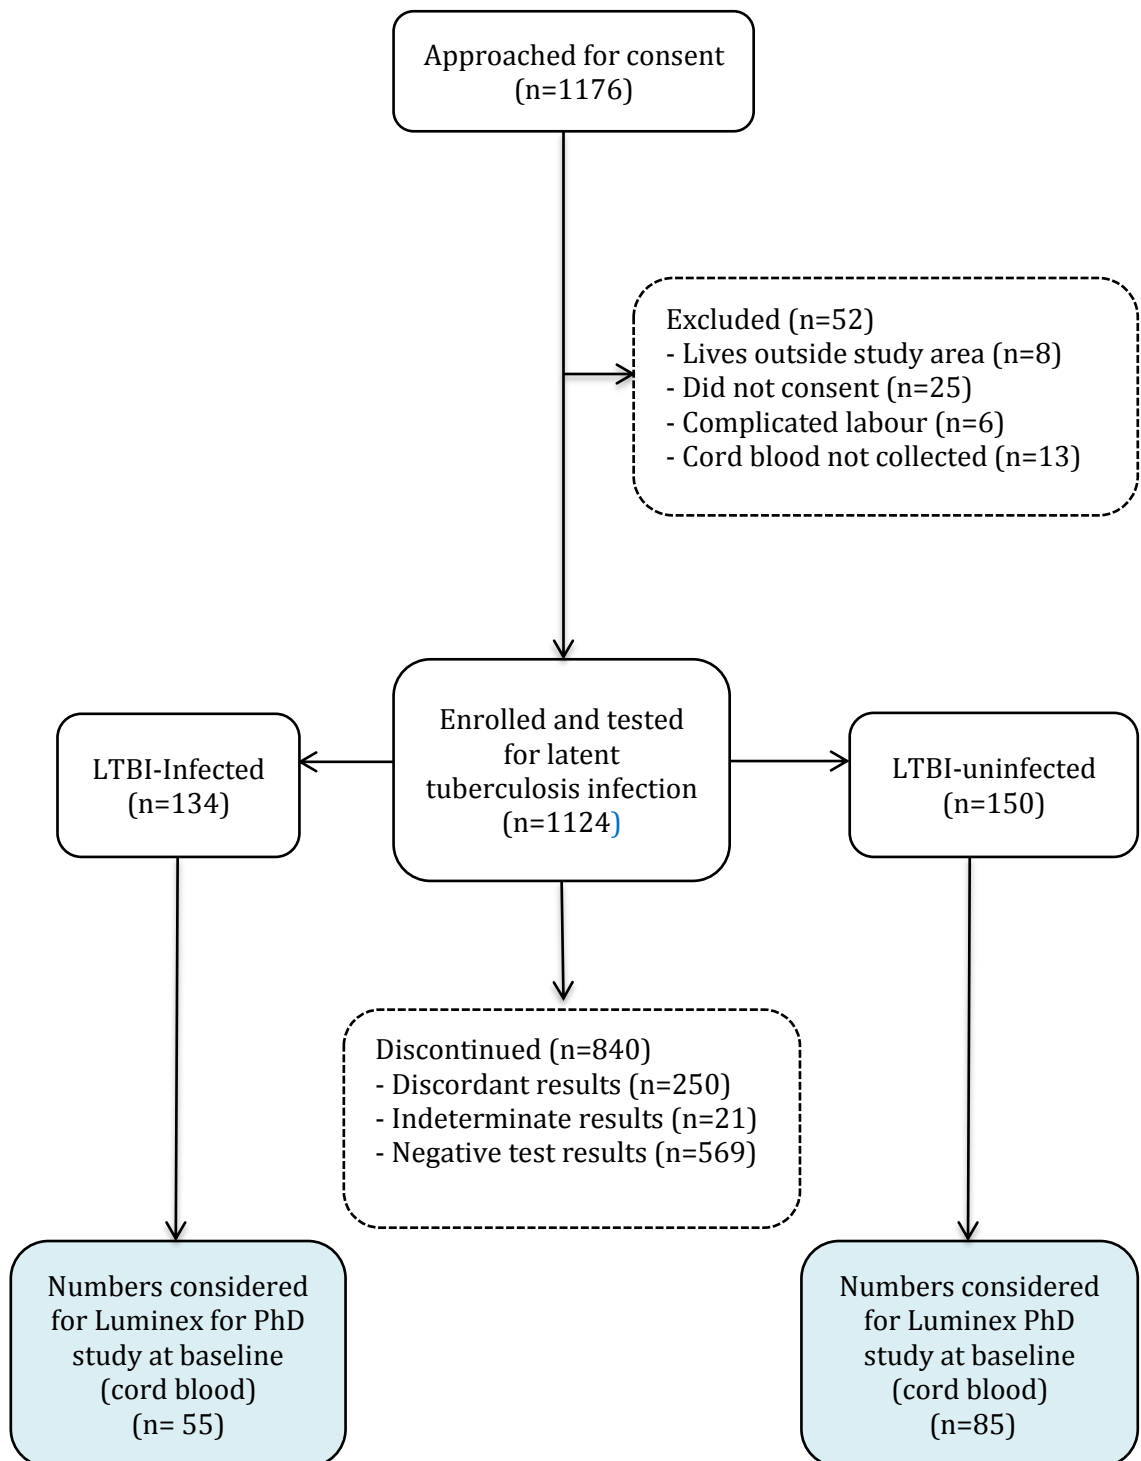 Approached for consent
(n=1176)
Excluded (n=52)
- Lives outside study area (n=8)
- Did not consent (n=25)
- Complicated labour (n=6)
- Cord blood not collected (n=13)
LTBI-Infected
(n=134)
Enrolled and tested
for latent
tuberculosis infection
(n=1124)
LTBI-uninfected
(n=150)
Discontinued (n=840)
- Discordant results (n=250)
- Indeterminate results (n=21)
- Negative test results (n=569)
Numbers considered
for Luminex for PhD
study at baseline
(cord blood)
(n= 55)
Numbers considered
for Luminex PhD
study at baseline
(cord blood)
(n=85)